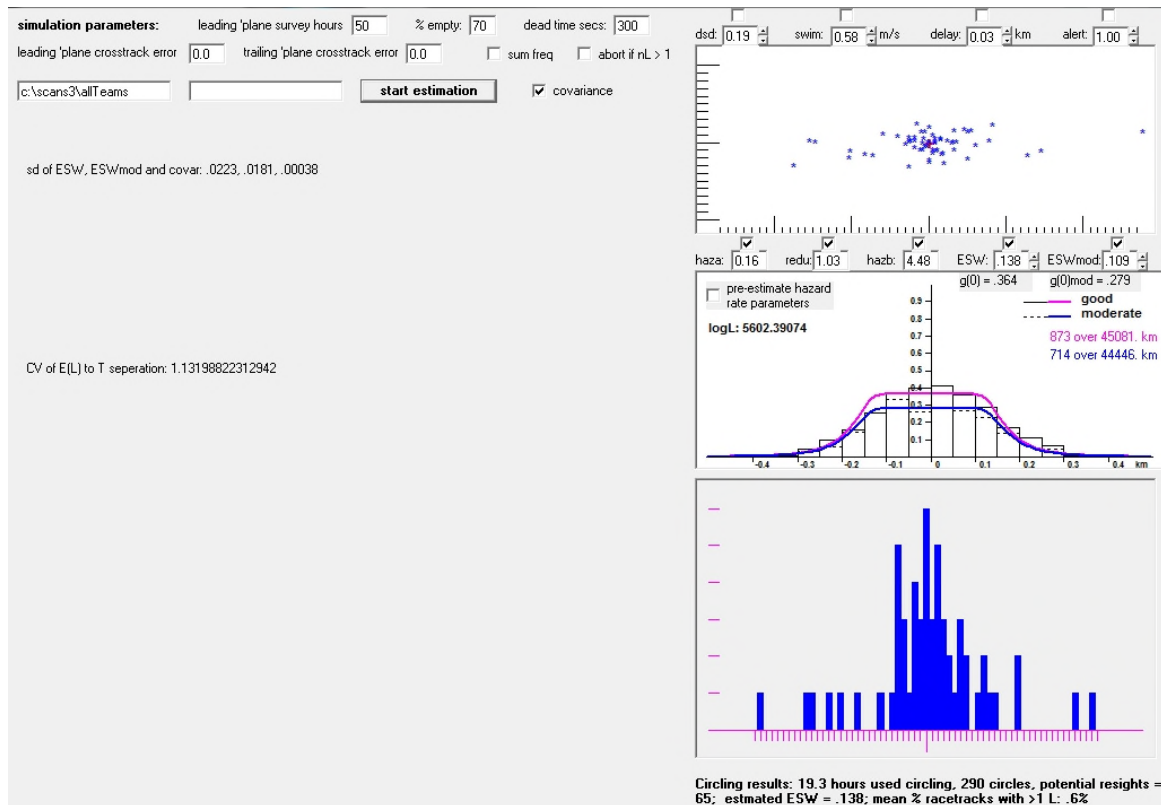 simulation parameters: leading 'plane survey hours 50 % empty: 70 dead time secs: 300
leading 'plane crosstrack error 0.0 trailing 'plane crosstrack error 0.0 sum freq abort if nL > 1
c:\scans3\allTeams start estimation covariance
sd of ESW, ESWmod and covar: .0223, .0181, .00038
CV of E(L) to T seperation: 1.13198822312942
dsd: 0.19 swim: 0.58 m/s delay: 0.03 km alert: 1.00
haza: 0.16 redu: 1.03 hazb: 4.48 ESW: .138 ESWmod: .109
g(0) = .364 g(0)mod = .279
pre-estimate hazard
rate parameters
logL: 5602.39074
good
moderate
873 over 45081. km
714 over 44446. km
0.9
0.8
0.7
0.6
0.5
0.4
0.3
0.2
0.1
-0.4 -0.3 -0.2 -0.1 0 0.1 0.2 0.3 0.4 km
Circling results: 19.3 hours used circling, 290 circles, potential resights =
65; estmated ESW = .138; mean % racetracks with >1 L: .6%